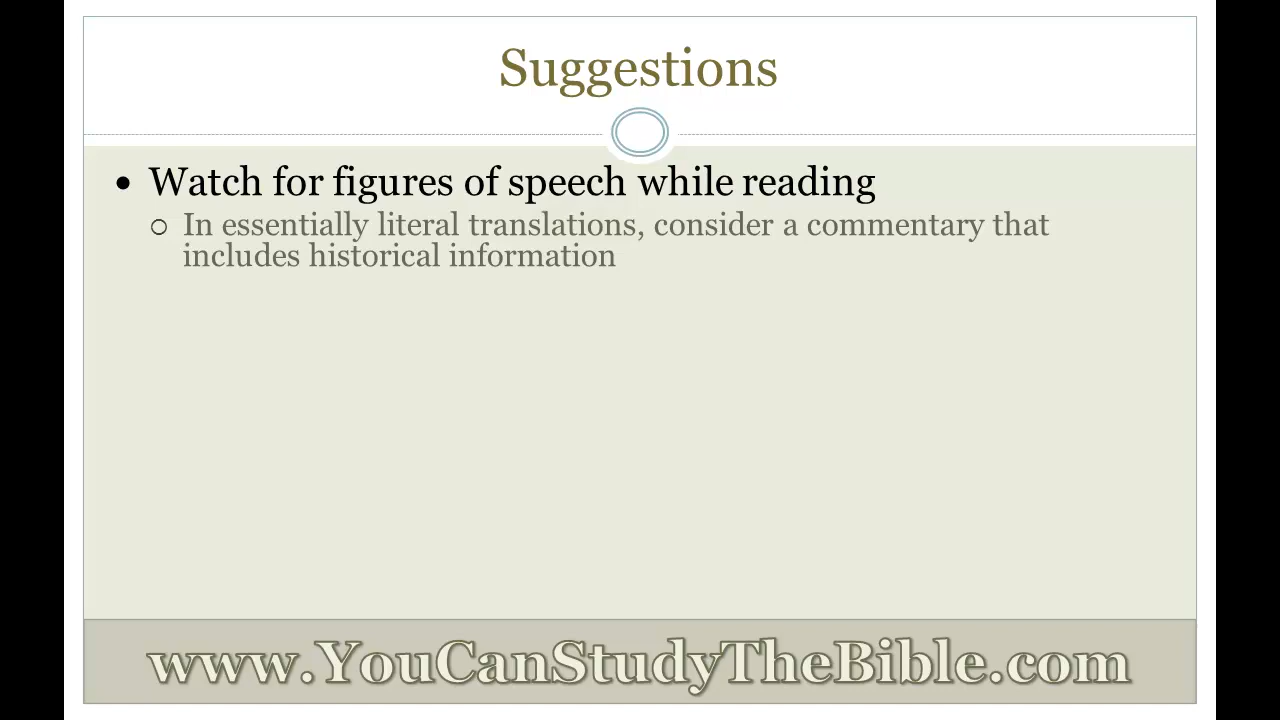 Suggestions
• Watch for figures of speech while reading
○ In essentially literal translations, consider a commentary that
includes historical information
www.YouCanStudyTheBible.com